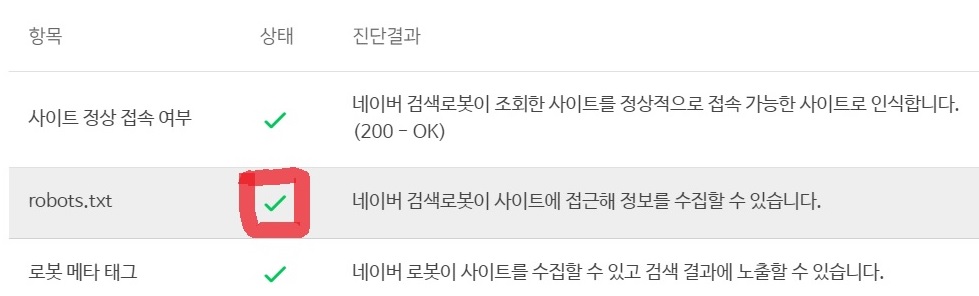 항목 상태 진단결과
사이트 정상 접속 여부 네이버 검색로봇이 조회한 사이트를 정상적으로 접속 가능한 사이트로 인식합니다.
(200 - OK)
robots.txt 네이버 검색로봇이 사이트에 접근해 정보를 수집할 수 있습니다.
로봇 메타 태그 네이버 로봇이 사이트를 수집할 수 있고 검색 결과에 노출할 수 있습니다.